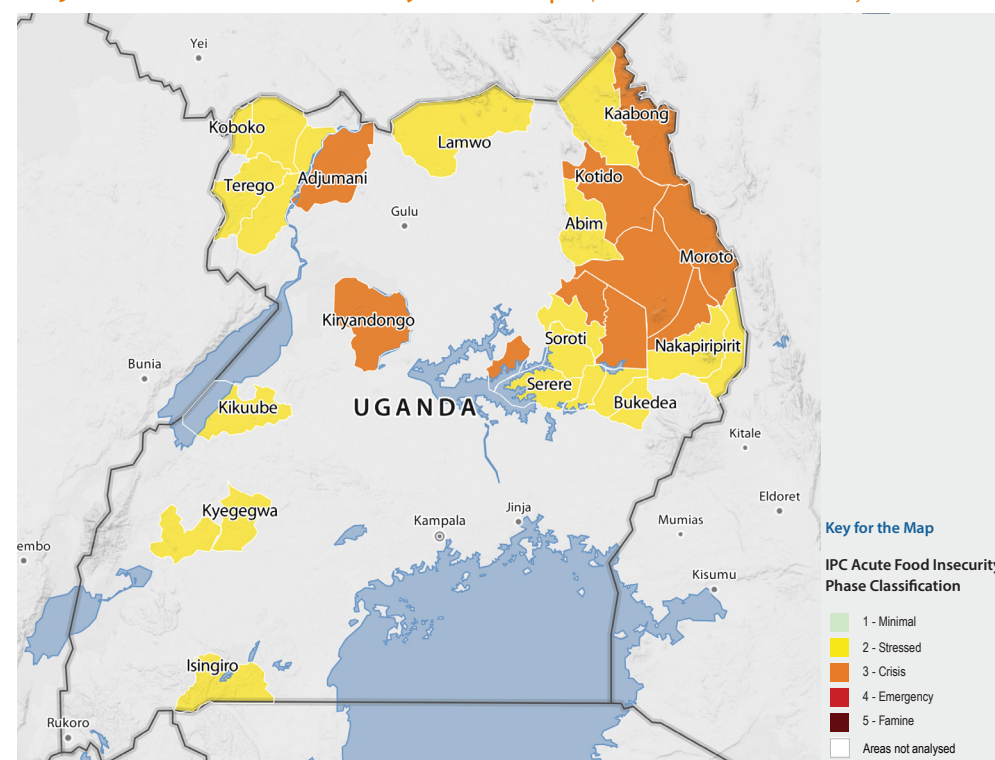 Yei
Koboko
Kaabong
Lamwo
Terego
Adjumani
Kotido
Gulu
Abim
Moroto
Kiryandongo
Soroti
Nakapiripirit
Bunia
Serere
Kikuube
UGANDA
Bukedea
Kitale
Eldoret
Kyegegwa
Jinja
Kampala
Mumias
embo
Kisumu
Isingiro
Rukoro
Key for the Map
IPC Acute Food Insecurity
Phase Classification
1 - Minimal
2 - Stressed
3 - Crisis
4 - Emergency
5 - Famine
Areas not analysed